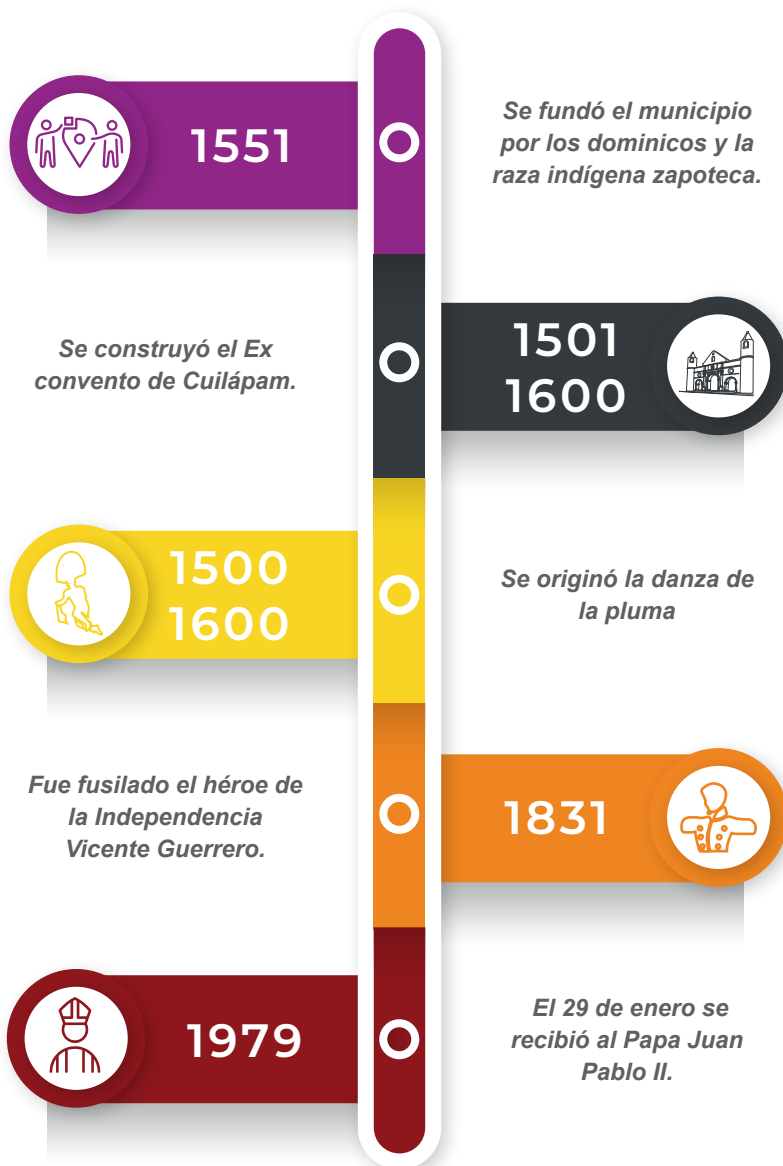 1551
Se fundó el municipio
por los dominicos y la
raza indígena zapoteca.
Se construyó el Ex
convento de Cuilápam.
1501
1600
1500
1600
Se originó la danza de
la pluma
Fue fusilado el héroe de
la Independencia
Vicente Guerrero.
1831
1979
El 29 de enero se
recibió al Papa Juan
Pablo II.